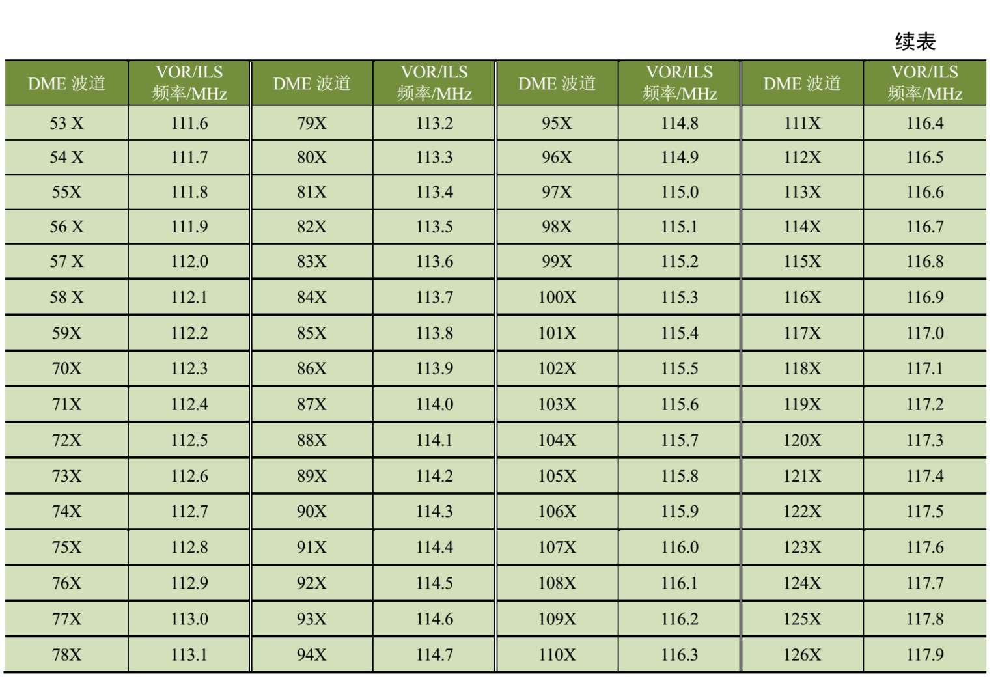 续表
DME 波道 VOR/ILS 频率/MHz DME 波道 VOR/ILS 频率/MHz DME 波道 VOR/ILS 频率/MHz DME 波道 VOR/ILS 频率/MHz
53 X 111.6 79X 113.2 95X 114.8 111X 116.4
54 X 111.7 80X 113.3 96X 114.9 112X 116.5
55X 111.8 81X 113.4 97X 115.0 113X 116.6
56 X 111.9 82X 113.5 98X 115.1 114X 116.7
57 X 112.0 83X 113.6 99X 115.2 115X 116.8
58 X 112.1 84X 113.7 100X 115.3 116X 116.9
59X 112.2 85X 113.8 101X 115.4 117X 117.0
70X 112.3 86X 113.9 102X 115.5 118X 117.1
71X 112.4 87X 114.0 103X 115.6 119X 117.2
72X 112.5 88X 114.1 104X 115.7 120X 117.3
73X 112.6 89X 114.2 105X 115.8 121X 117.4
74X 112.7 90X 114.3 106X 115.9 122X 117.5
75X 112.8 91X 114.4 107X 116.0 123X 117.6
76X 112.9 92X 114.5 108X 116.1 124X 117.7
77X 113.0 93X 114.6 109X 116.2 125X 117.8
78X 113.1 94X 114.7 110X 116.3 126X 117.9